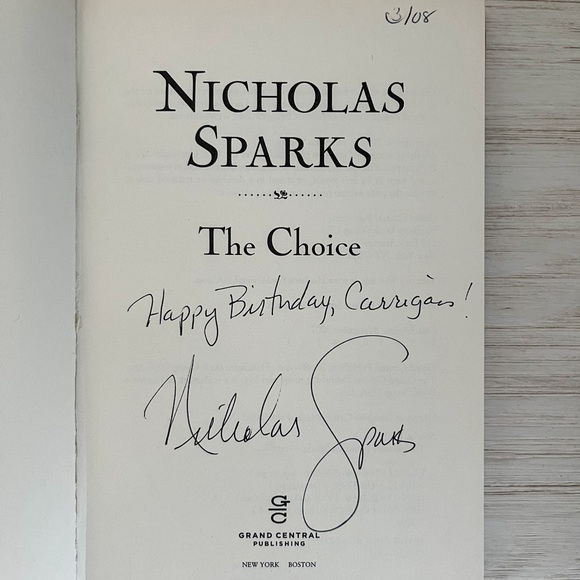 3/08
NICHOLAS
SPARKS
The Choice
Happy Birthday, Carrigan!
Nicholas Sparks
GRAND CENTRAL
PUBLISHING
NEW YORK BOSTON